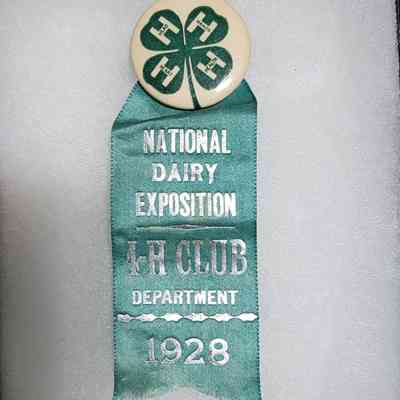 H H
H H
NATIONAL
DAIRY
EXPOSITION
4-H CLUB
DEPARTMENT
1928